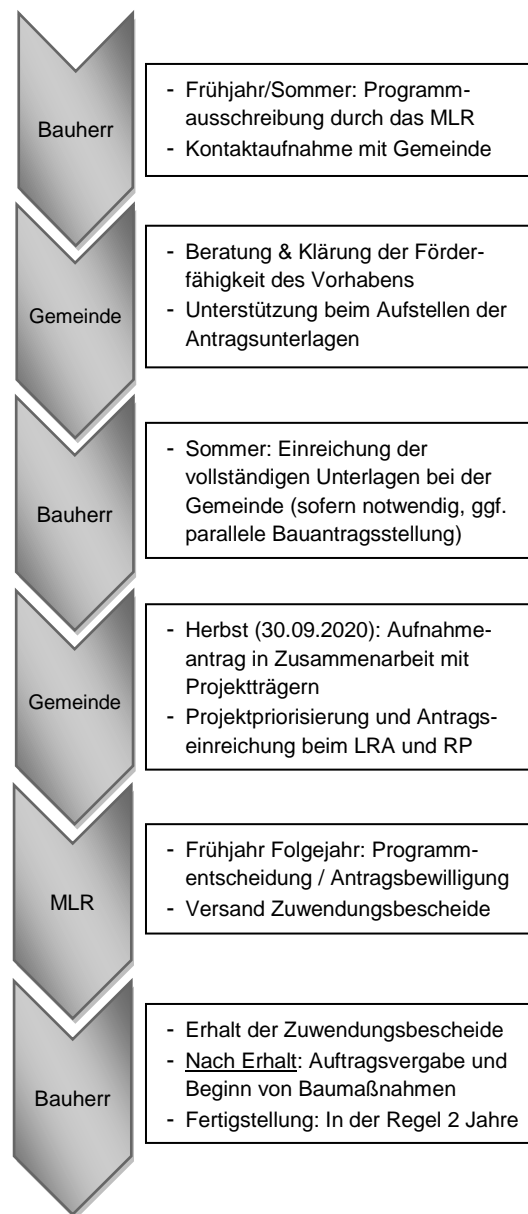 Bauherr
- Frühjahr/Sommer: Programm-
ausschreibung durch das MLR
- Kontaktaufnahme mit Gemeinde
Gemeinde
- Beratung & Klärung der Förder-
fähigkeit des Vorhabens
- Unterstützung beim Aufstellen der
Antragsunterlagen
Bauherr
- Sommer: Einreichung der
vollständigen Unterlagen bei der
Gemeinde (sofern notwendig, ggf.
parallele Bauantragsstellung)
Gemeinde
- Herbst (30.09.2020): Aufnahme-
antrag in Zusammenarbeit mit
Projektträgern
- Projektpriorisierung und Antrags-
einreichung beim LRA und RP
MLR
- Frühjahr Folgejahr: Programm-
entscheidung / Antragsbewilligung
- Versand Zuwendungsbescheide
Bauherr
- Erhalt der Zuwendungsbescheide
- Nach Erhalt: Auftragsvergabe und
Beginn von Baumaßnahmen
- Fertigstellung: In der Regel 2 Jahre